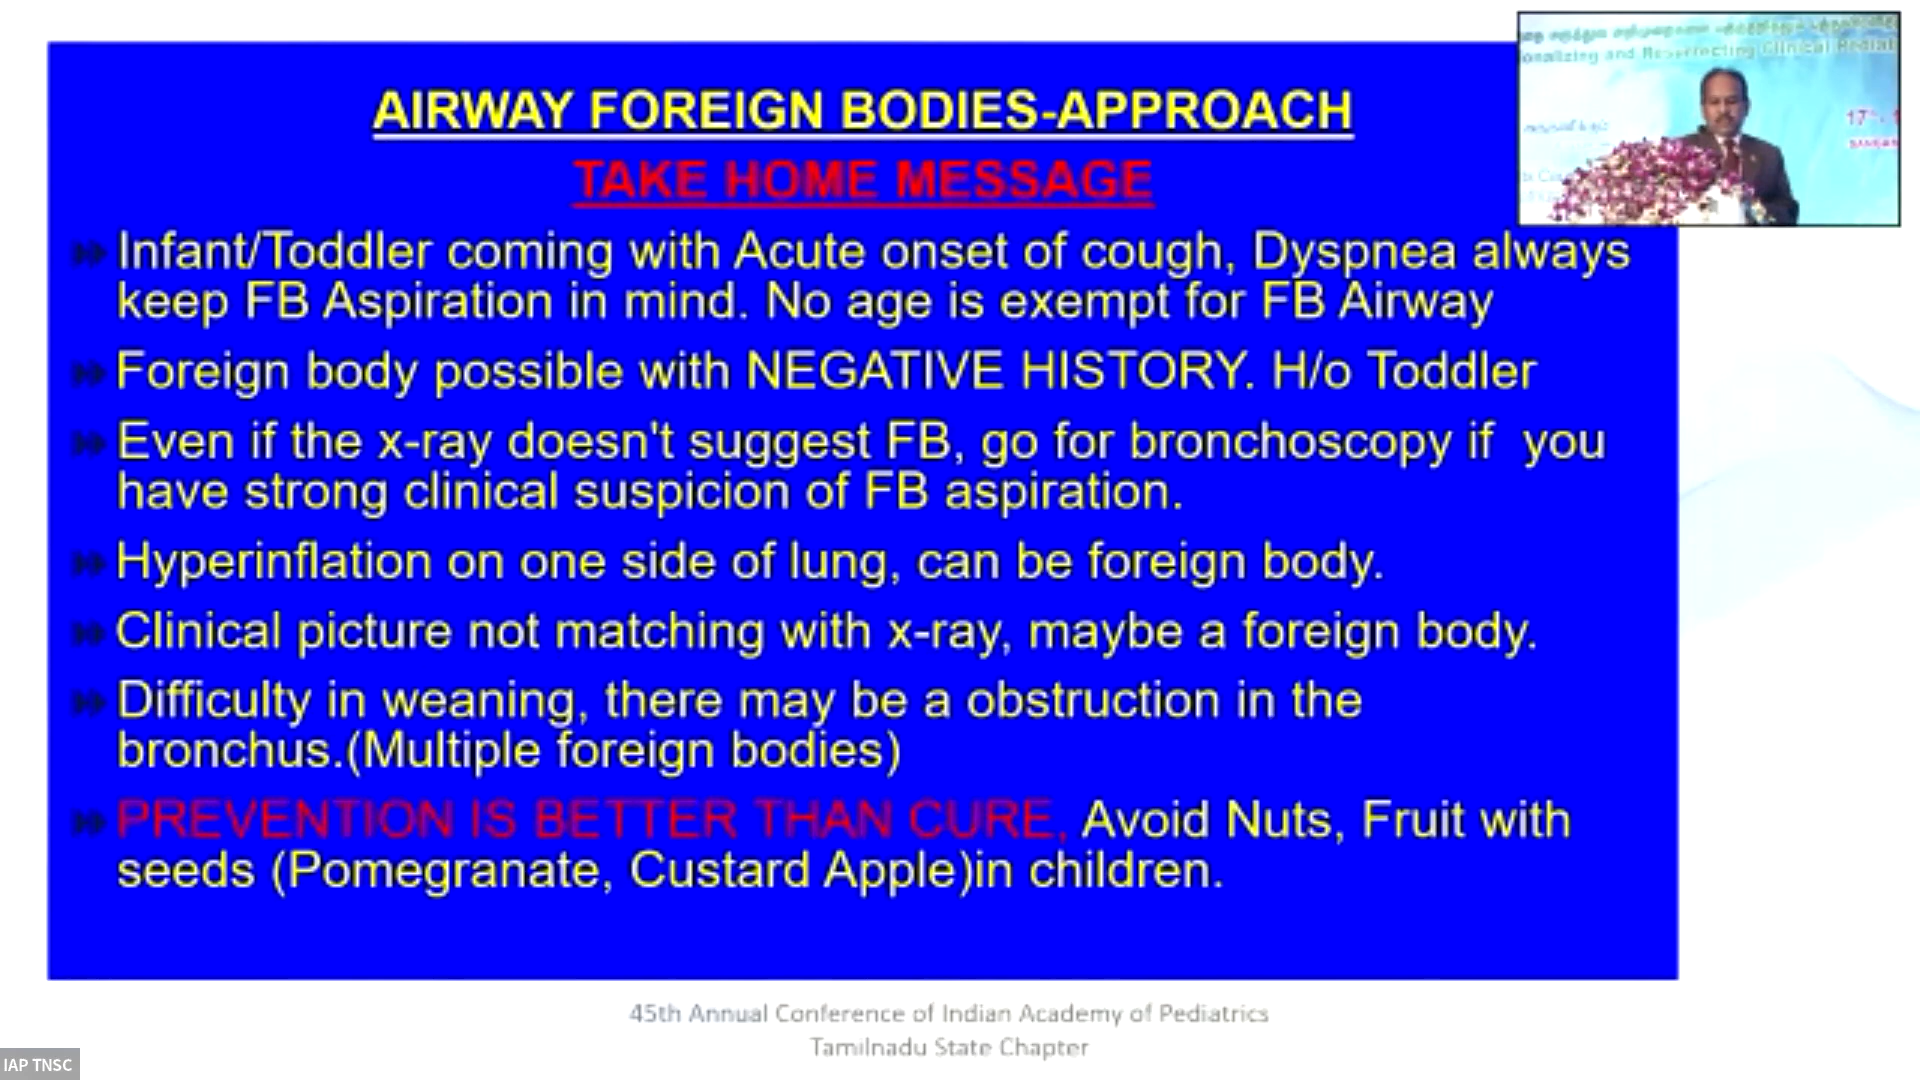 AIRWAY FOREIGN BODIES-APPROACH
TAKE HOME MESSAGE
Infant/Toddler coming with Acute onset of cough, Dyspnea always
keep FB Aspiration in mind. No age is exempt for FB Airway
Foreign body possible with NEGATIVE HISTORY. H/o Toddler
Even if the x-ray doesn't suggest FB, go for bronchoscopy if you
have strong clinical suspicion of FB aspiration.
Hyperinflation on one side of lung, can be foreign body.
Clinical picture not matching with x-ray, maybe a foreign body.
Difficulty in weaning, there may be a obstruction in the
bronchus.(Multiple foreign bodies)
PREVENTION IS BETTER THAN CURE, Avoid Nuts, Fruit with
seeds (Pomegranate, Custard Apple)in children.
onalizing and Resurrecting Clinical Pediat
17
45th Annual Conference of Indian Academy of Pediatrics
Tamilnadu State Chapter
IAP TNSC